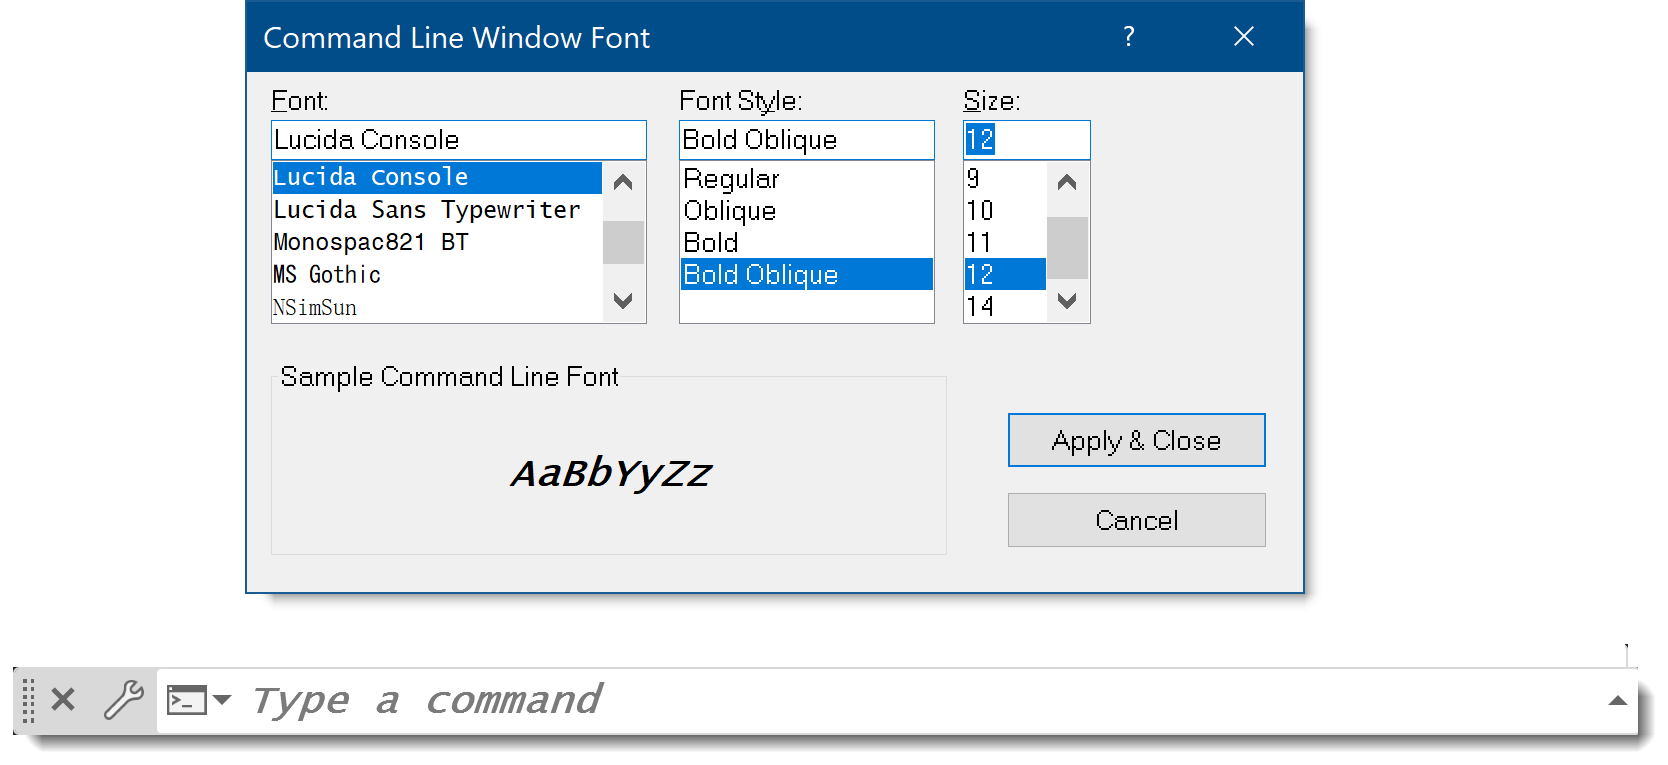 Command Line Window Font ?
Font:
Lucida Console
Lucida Console
Lucida Sans Typewriter
Monospac821 BT
MS Gothic
NSimSun
Font Style:
Bold Oblique
Regular
Oblique
Bold
Bold Oblique
Size:
12
9
10
11
12
14
Sample Command Line Font
AaBbYyZz
Apply & Close
Cancel
Type a command